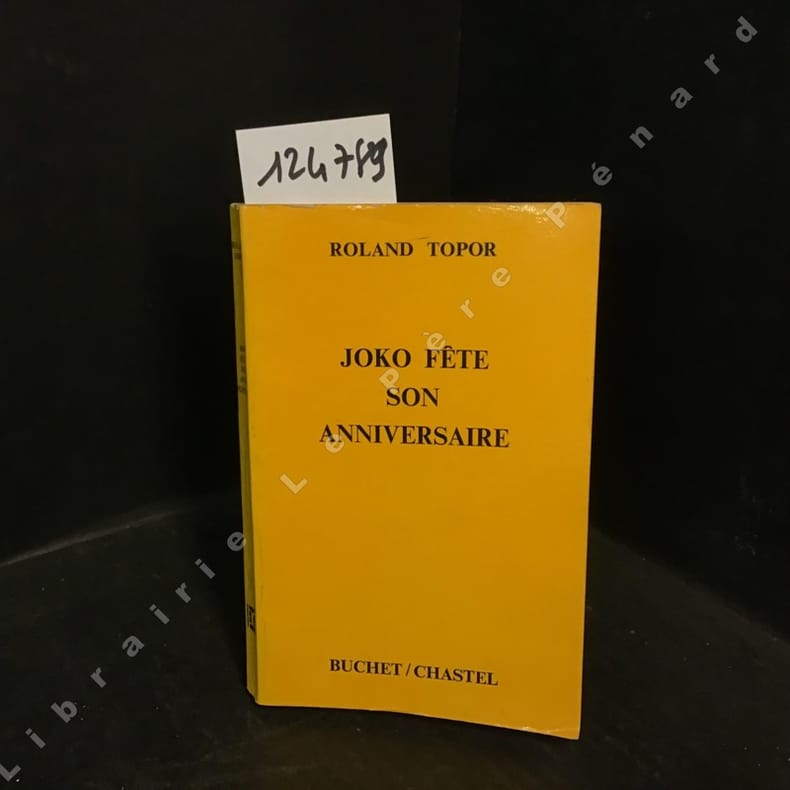 124789
ROLAND TOPOR
JOKO FÊTE
SON
ANNIVERSAIRE
BUCHET/CHASTEL
Librairie Le Père Pénard